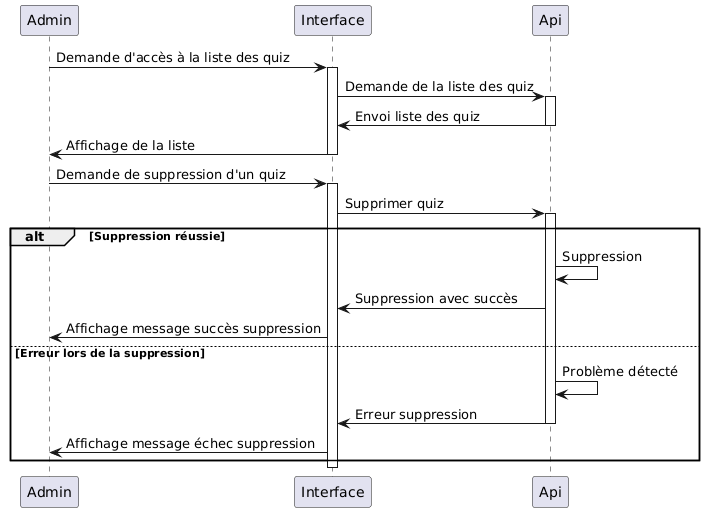 Admin
Interface
Api
Demande d'accès à la liste des quiz
Demande de la liste des quiz
Envoi liste des quiz
Affichage de la liste
Demande de suppression d'un quiz
Supprimer quiz
alt
[Suppression réussie]
Suppression
Suppression avec succès
Affichage message succès suppression
[Erreur lors de la suppression]
Problème détecté
Erreur suppression
Affichage message échec suppression
Admin
Interface
Api